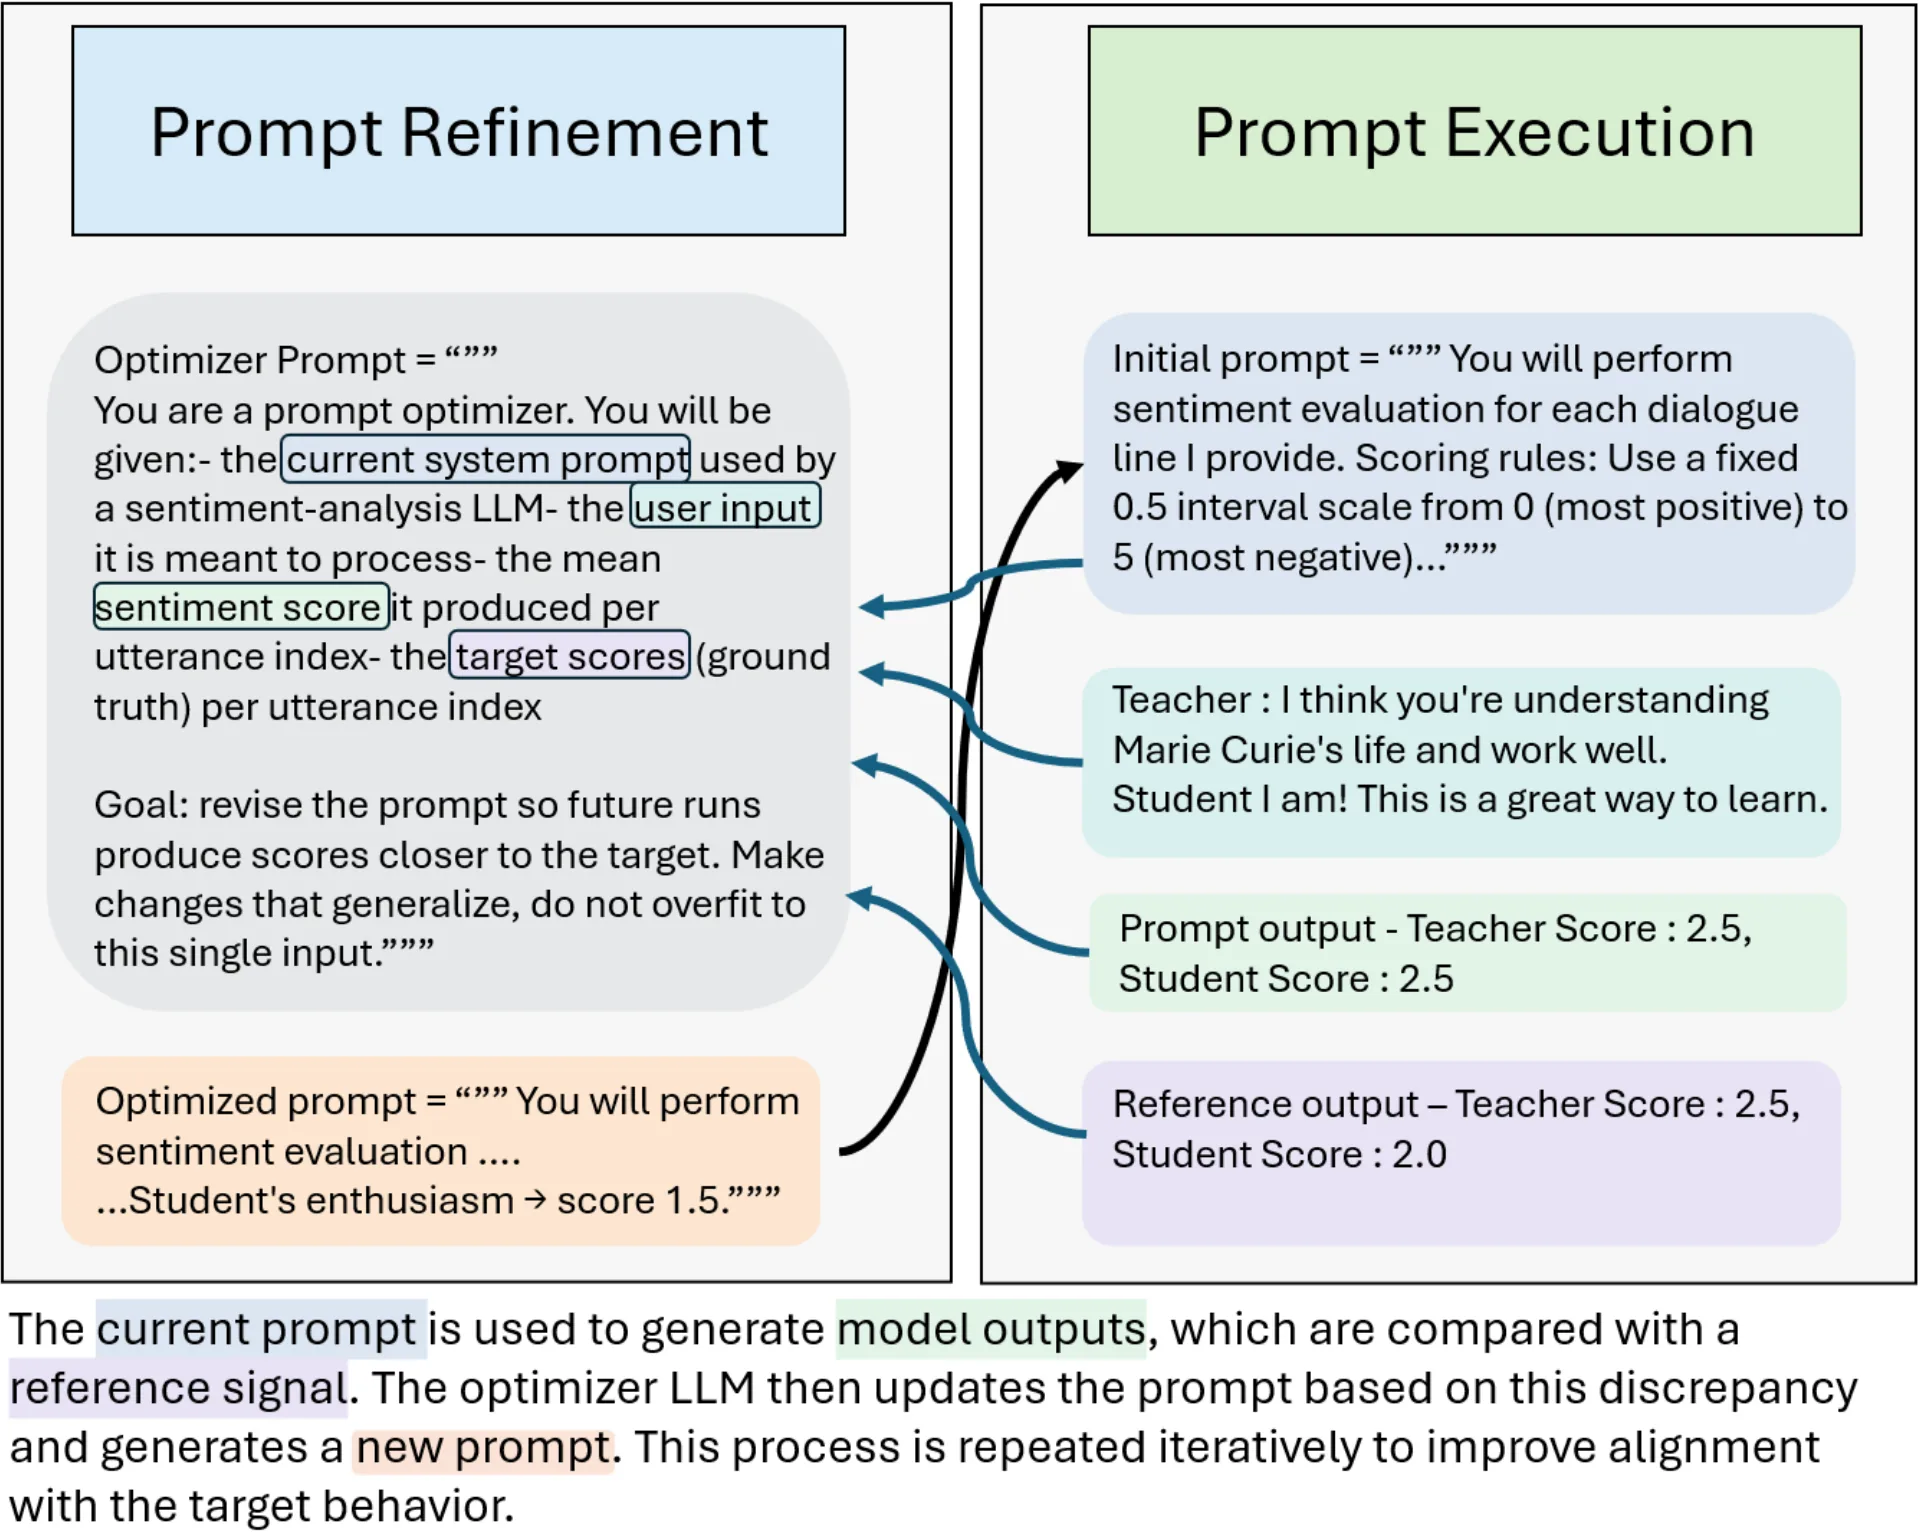 Prompt Refinement
Optimizer Prompt = “””
You are a prompt optimizer. You will be
given:- the current system prompt used by
a sentiment-analysis LLM- the user input
it is meant to process- the mean
sentiment score it produced per
utterance index- the target scores (ground
truth) per utterance index
Goal: revise the prompt so future runs
produce scores closer to the target. Make
changes that generalize, do not overfit to
this single input.”””
Optimized prompt = “”” You will perform
sentiment evaluation ....
...Student's enthusiasm → score 1.5.”””
Prompt Execution
Initial prompt = “”” You will perform
sentiment evaluation for each dialogue
line I provide. Scoring rules: Use a fixed
0.5 interval scale from 0 (most positive) to
5 (most negative)...”””
Teacher : I think you're understanding
Marie Curie's life and work well.
Student I am! This is a great way to learn.
Prompt output - Teacher Score : 2.5,
Student Score : 2.5
Reference output – Teacher Score : 2.5,
Student Score : 2.0
The current prompt is used to generate model outputs, which are compared with a
reference signal. The optimizer LLM then updates the prompt based on this discrepancy
and generates a new prompt. This process is repeated iteratively to improve alignment
with the target behavior.